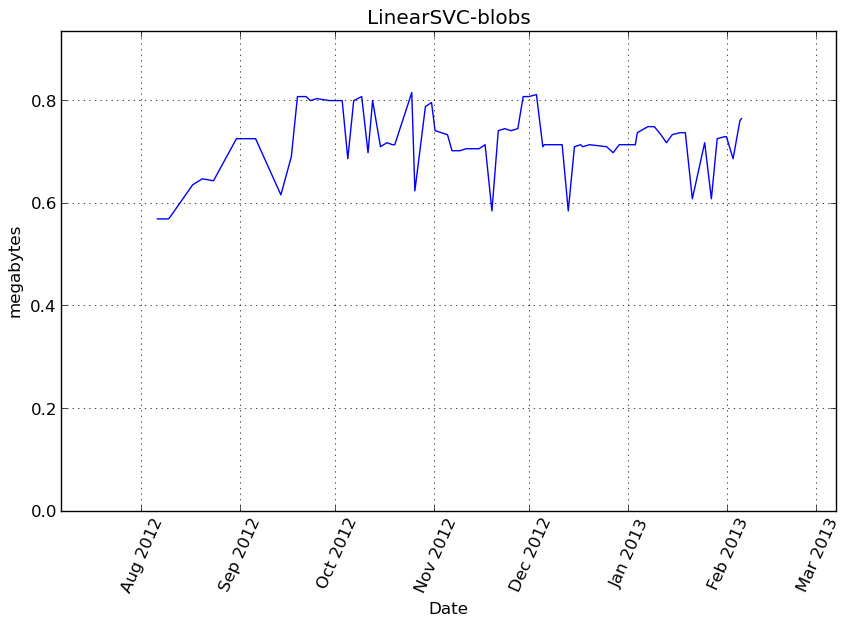 LinearSVC-blobs
megabytes
0.8
0.6
0.4
0.2
0.0
Aug 2012
Sep 2012
Oct 2012
Nov 2012
Dec 2012
Jan 2013
Feb 2013
Mar 2013
Date